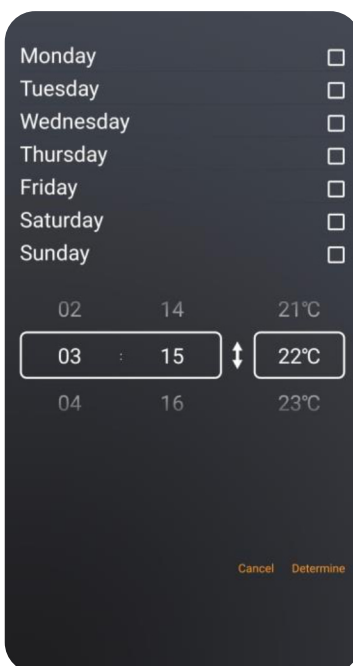 Monday
Tuesday
Wednesday
Thursday
Friday
Saturday
Sunday
02 14 21°C
03 : 15 22°C
04 16 23°C
Cancel Determine